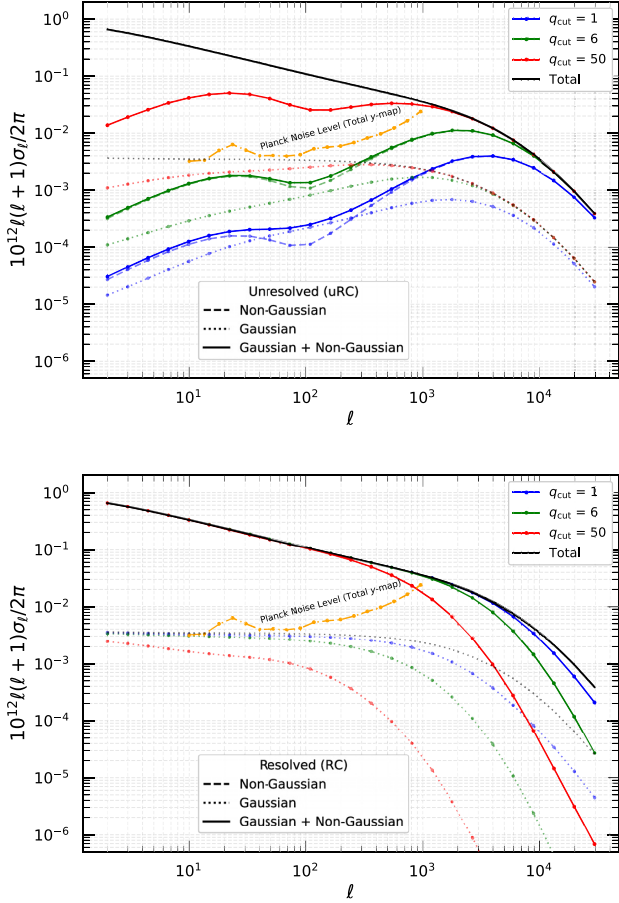 10^0
10^-1
10^-2
10^-3
10^-4
10^-5
10^-6
10^12ℓ(ℓ + 1)σ_ℓ/2π
q_cut = 1
q_cut = 6
q_cut = 50
Total
Planck Noise Level (Total y-map)
Unresolved (uRC)
Non-Gaussian
Gaussian
Gaussian + Non-Gaussian
10^1 10^2 10^3 10^4
ℓ
10^0
10^-1
10^-2
10^-3
10^-4
10^-5
10^-6
10^12ℓ(ℓ + 1)σ_ℓ/2π
q_cut = 1
q_cut = 6
q_cut = 50
Total
Planck Noise Level (Total y-map)
Resolved (RC)
Non-Gaussian
Gaussian
Gaussian + Non-Gaussian
10^1 10^2 10^3 10^4
ℓ